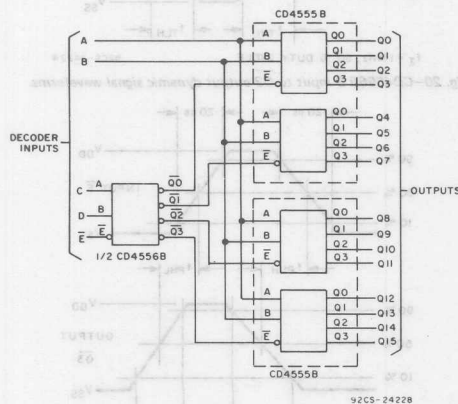 CD4555B
A
B
A
B
E̅
Q0
Q1
Q2
Q3
Q0
Q1
Q2
Q3
A
B
E̅
Q0
Q1
Q2
Q3
Q4
Q5
Q6
Q7
DECODER
INPUTS
OUTPUTS
C
D
E̅
A
B
E̅
Q̅0
Q̅1
Q̅2
Q̅3
1/2 CD4556B
A
B
E̅
Q0
Q1
Q2
Q3
Q8
Q9
Q10
Q11
A
B
E̅
Q0
Q1
Q2
Q3
Q12
Q13
Q14
Q15
CD4555B
92CS-24228